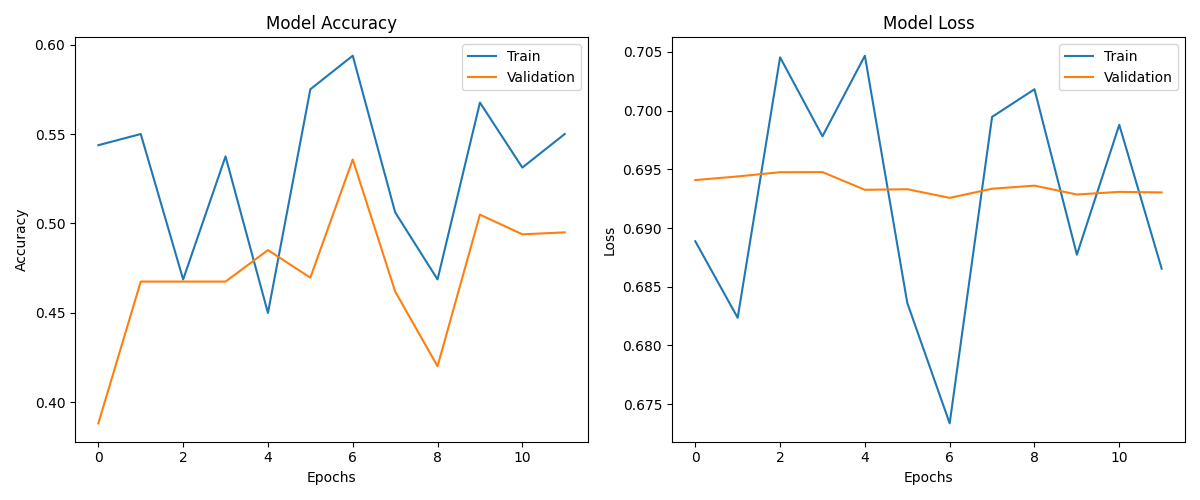 Model Accuracy
0.60
0.55
0.50
0.45
0.40
Accuracy
0 2 4 6 8 10
Epochs
Train
Validation
Model Loss
0.705
0.700
0.695
0.690
0.685
0.680
0.675
Loss
0 2 4 6 8 10
Epochs
Train
Validation